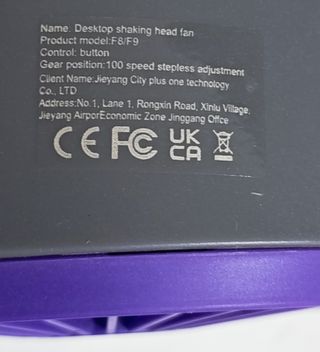 Name: Desktop shaking head fan
Product model:F8/F9
Control: button
Gear position:100 speed stepless adjustment
Client Name:Jieyang City plus one technology
Co., LTD
Address:No.1, Lane 1, Rongxin Road, Xinlu Village,
Jieyang AirporEconomic Zone Jinggang Offce
CE FC UK
CA